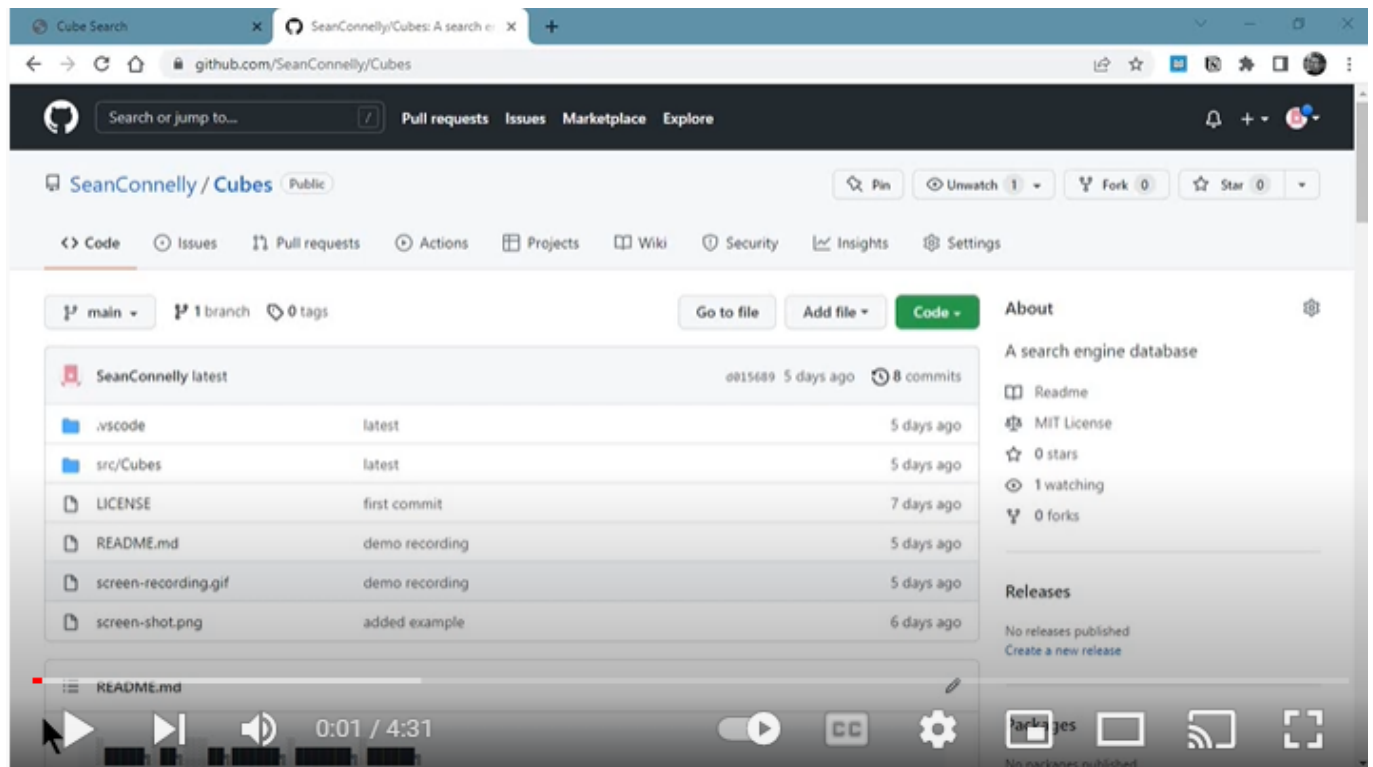 Cube Search SeanConnelly/Cubes: A search e
github.com/SeanConnelly/Cubes
Search or jump to... / Pull requests Issues Marketplace Explore
SeanConnelly / Cubes Public Pin Unwatch 1 Fork 0 Star 0
<> Code Issues Pull requests Actions Projects Wiki Security Insights Settings
main 1 branch 0 tags Go to file Add file Code About
A search engine database
SeanConnelly latest 5 days ago 8 commits
Readme
.vscode latest 5 days ago MIT License
src/Cubes latest 5 days ago 0 stars
1 watching
LICENSE first commit 7 days ago
0 forks
README.md demo recording 5 days ago
screen-recording.gif demo recording 5 days ago Releases
screen-shot.png added example 6 days ago No releases published
Create a new release
README.md
0:01 / 4:31 CC Packages
No packages published